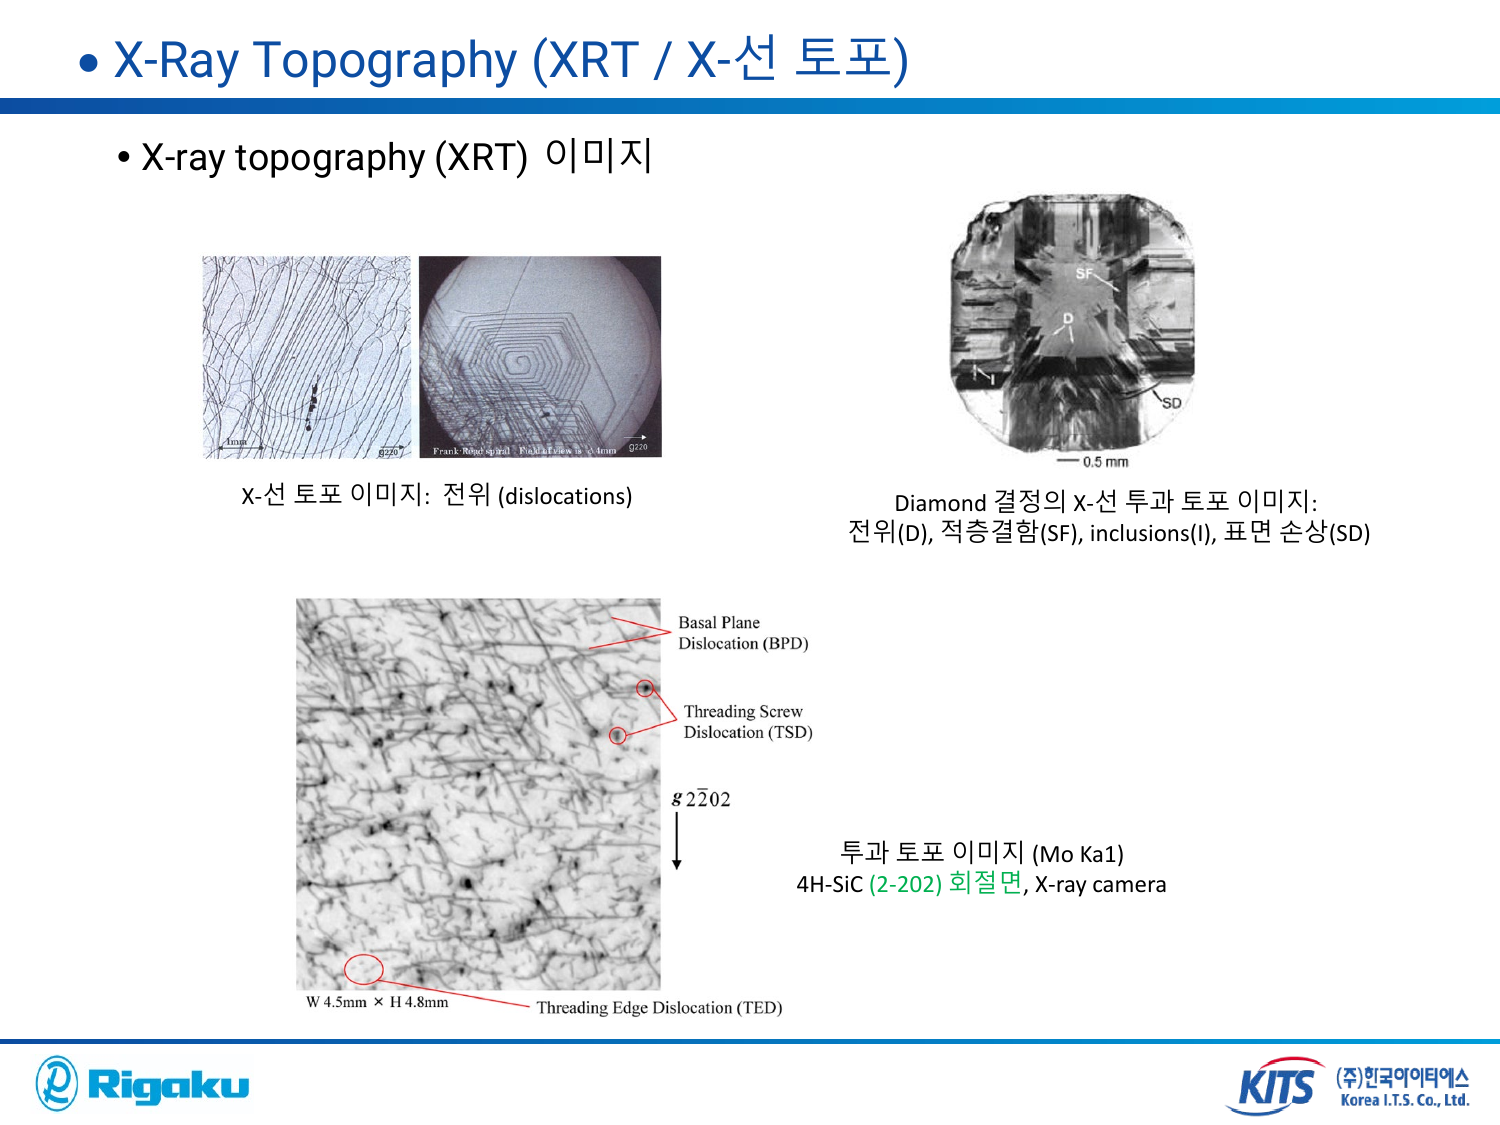 • X-Ray Topography (XRT / X-선 토포)
• X-ray topography (XRT) 이미지
1mm
g220
Frank-Read spiral Field of view is 4mm
g220
X-선 토포 이미지: 전위 (dislocations)
SF
D
I
SD
0.5 mm
Diamond 결정의 X-선 투과 토포 이미지:
전위(D), 적층결함(SF), inclusions(I), 표면 손상(SD)
Basal Plane
Dislocation (BPD)
Threading Screw
Dislocation (TSD)
g 22̅02
투과 토포 이미지 (Mo Ka1)
4H-SiC (2-202) 회절면, X-ray camera
W 4.5mm × H 4.8mm
Threading Edge Dislocation (TED)
Rigaku
KITS
(주)한국아이티에스
Korea I.T.S. Co., Ltd.